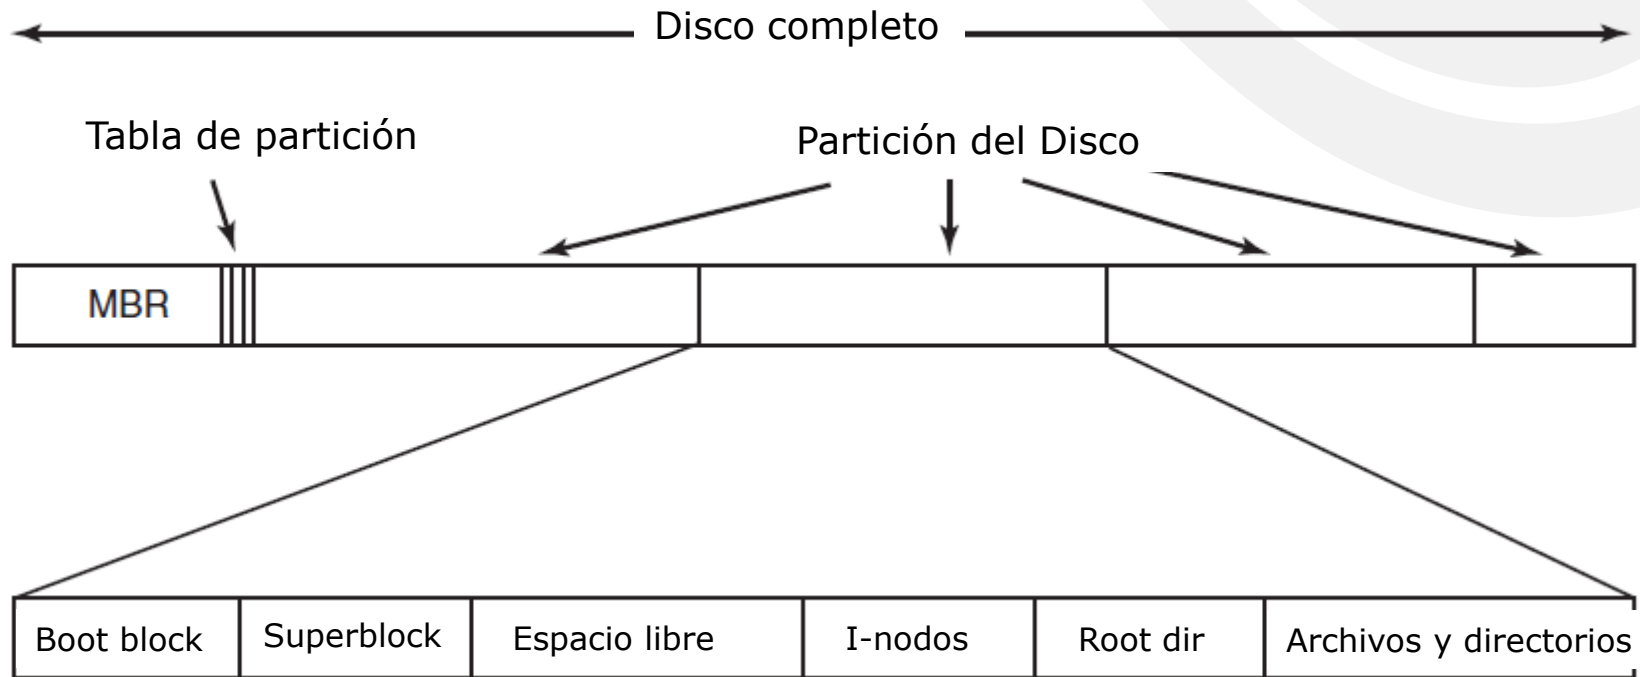 Disco completo
Tabla de partición
Partición del Disco
MBR
Boot block
Superblock
Espacio libre
I-nodos
Root dir
Archivos y directorios